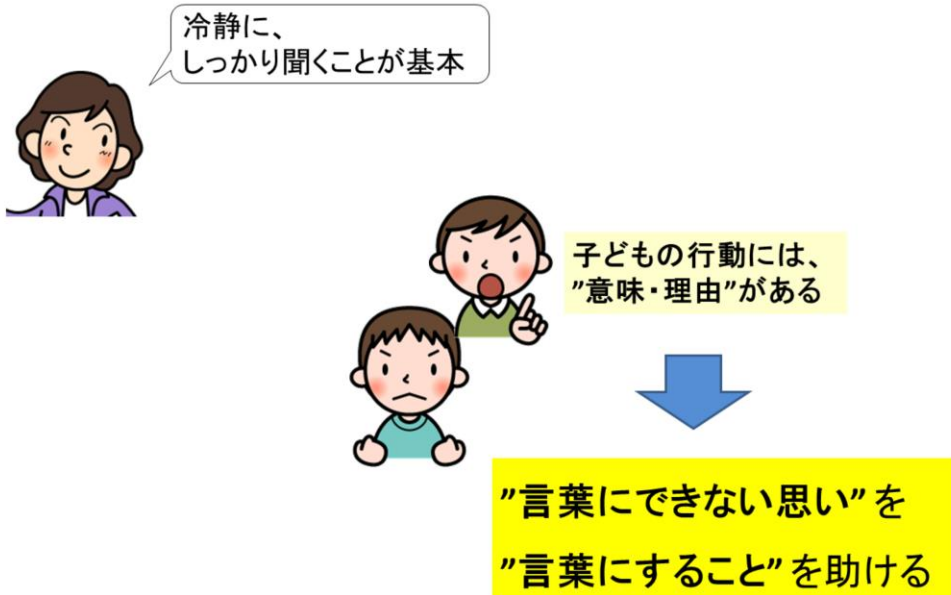 冷静に、
しっかり聞くことが基本
子どもの行動には、
”意味・理由”がある
”言葉にできない思い”を
”言葉にすること”を助ける